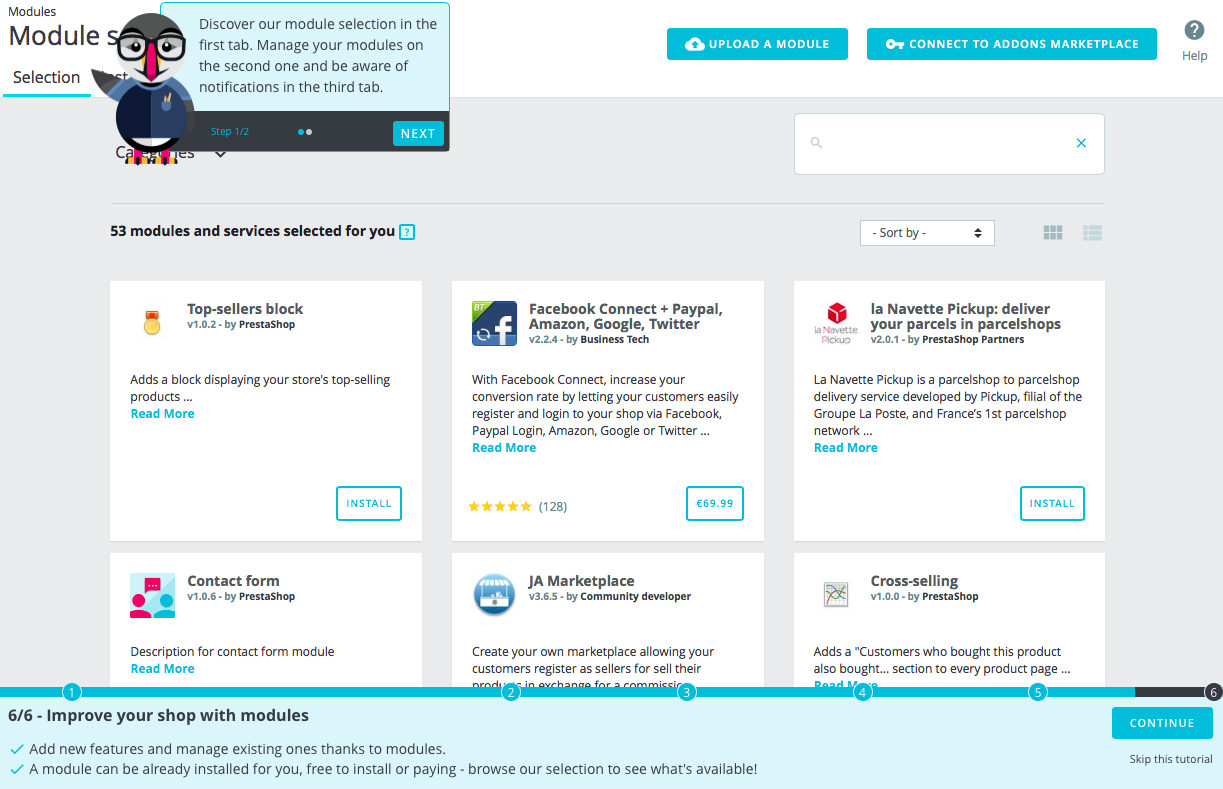 Modules
Module s
Selection
Discover our module selection in the
first tab. Manage your modules on
the second one and be aware of
notifications in the third tab.
Step 1/2
NEXT
UPLOAD A MODULE
CONNECT TO ADDONS MARKETPLACE
?
Help
Categories
53 modules and services selected for you ?
- Sort by -
Top-sellers block
v1.0.2 - by PrestaShop
Adds a block displaying your store's top-selling
products ...
Read More
INSTALL
BT
Facebook Connect + Paypal,
Amazon, Google, Twitter
v2.2.4 - by Business Tech
With Facebook Connect, increase your
conversion rate by letting your customers easily
register and login to your shop via Facebook,
Paypal Login, Amazon, Google or Twitter ...
Read More
(128)
€69.99
la Navette
Pickup
la Navette Pickup: deliver
your parcels in parcelshops
v2.0.1 - by PrestaShop Partners
La Navette Pickup is a parcelshop to parcelshop
delivery service developed by Pickup, filial of the
Groupe La Poste, and France’s 1st parcelshop
network ...
Read More
INSTALL
Contact form
v1.0.6 - by PrestaShop
Description for contact form module
Read More
JA Marketplace
v3.6.5 - by Community developer
Create your own marketplace allowing your
customers register as sellers for sell their
products in exchange for a commission
Cross-selling
v1.0.0 - by PrestaShop
Adds a "Customers who bought this product
also bought... section to every product page ...
Read More
1 2 3 4 5 6
6/6 - Improve your shop with modules
Add new features and manage existing ones thanks to modules.
A module can be already installed for you, free to install or paying - browse our selection to see what's available!
CONTINUE
Skip this tutorial